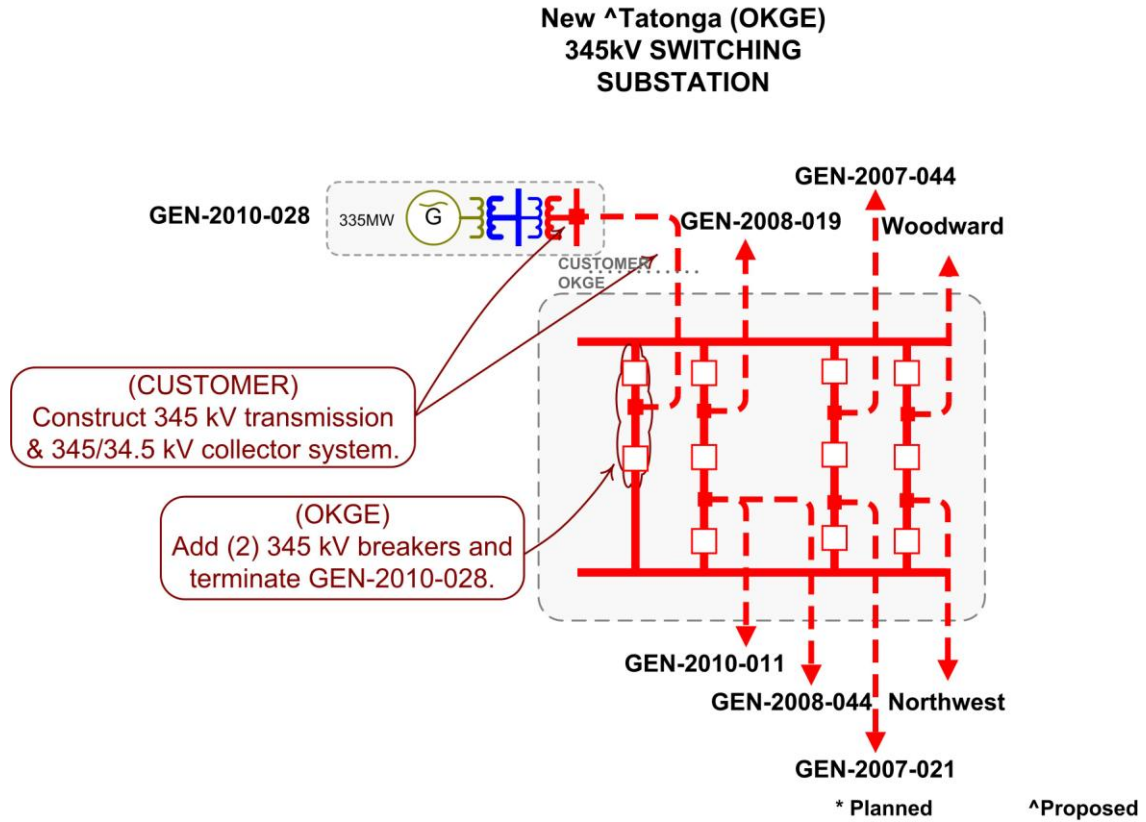 New ^Tatonga (OKGE)
345kV SWITCHING
SUBSTATION
GEN-2007-044
GEN-2010-028
335MW
G
GEN-2008-019
Woodward
CUSTOMER
OKGE
(CUSTOMER)
Construct 345 kV transmission
& 345/34.5 kV collector system.
(OKGE)
Add (2) 345 kV breakers and
terminate GEN-2010-028.
GEN-2010-011
GEN-2008-044
Northwest
GEN-2007-021
* Planned
^Proposed